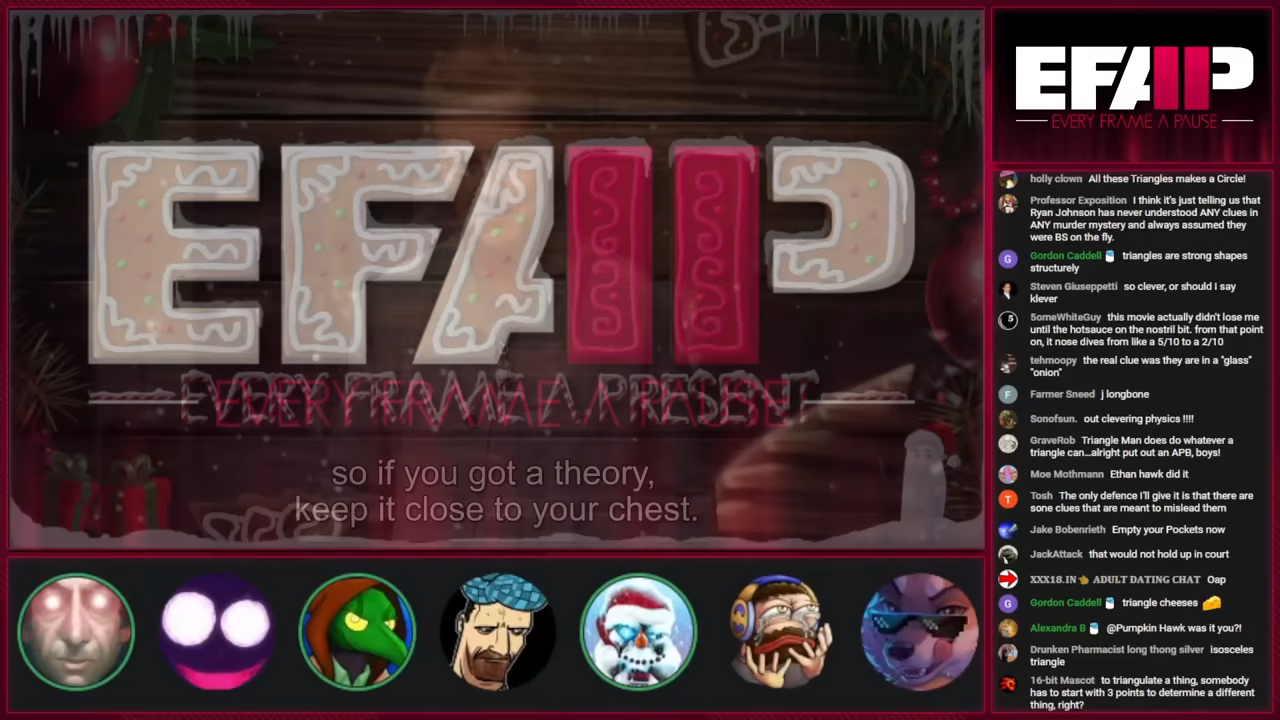 EFAP
EVERY FRAME A PAUSE!
so if you got a theory,
keep it close to your chest.
EFAP
EVERY FRAME A PAUSE
holly clown All these Triangles makes a Circle!
Professor Exposition I think it's just telling us that
Ryan Johnson has never understood ANY clues in
ANY murder mystery and always assumed they
were BS on the fly.
G
Gordon Caddell triangles are strong shapes
structurely
Steven Giuseppetti so clever, or should I say
klever
5
5omeWhiteGuy this movie actually didn't lose me
until the hotsauce on the nostril bit. from that point
on, it nose dives from like a 5/10 to a 2/10
tehmoopy the real clue was they are in a "glass"
"onion"
F
Farmer Sneed j longbone
Sonofsun. out clevering physics !!!!
GraveRob Triangle Man does do whatever a
triangle can...alright put out an APB, boys!
Moe Mothmann Ethan hawk did it
T
Tosh The only defence I'll give it is that there are
sone clues that are meant to mislead them
Jake Bobenrieth Empty your Pockets now
JackAttack that would not hold up in court
XXX18.IN👈 ADULT DATING CHAT Oap
G
Gordon Caddell triangle cheeses 🧀
Alexandra B @Pumpkin Hawk was it you?!
Drunken Pharmacist long thong silver isosceles
triangle
16-bit Mascot to triangulate a thing, somebody
has to start with 3 points to determine a different
thing, right?